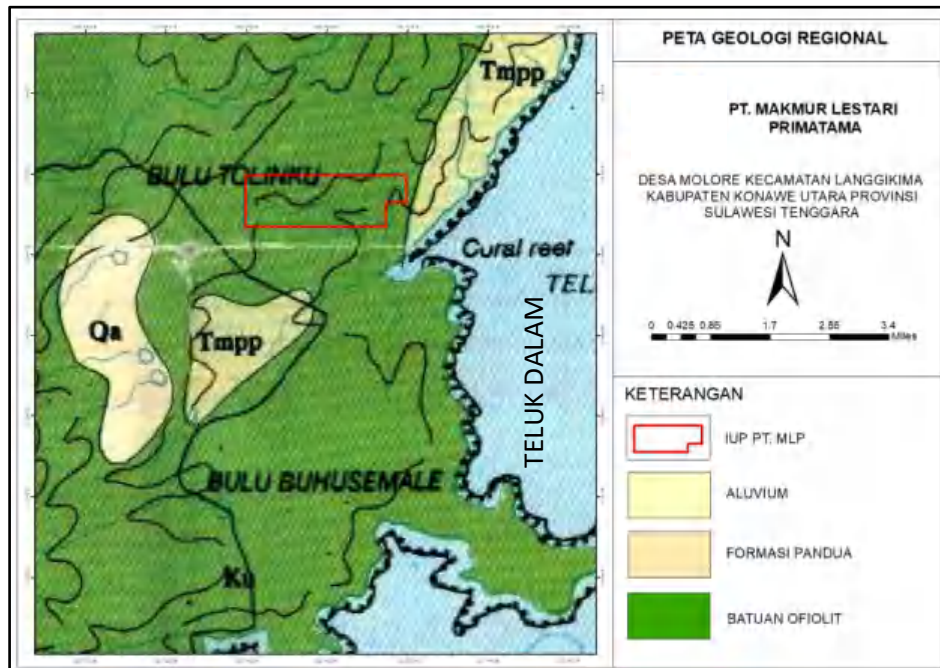 PETA GEOLOGI REGIONAL
PT. MAKMUR LESTARI
PRIMATAMA
DESA MOLORE KECAMATAN LANGGIKIMA
KABUPATEN KONAWE UTARA PROVINSI
SULAWESI TENGGARA
N
0 0.425 0.85 1.7 2.55 3.4
Miles
KETERANGAN
IUP PT. MLP
ALUVIUM
FORMASI PANDUA
BATUAN OFIOLIT
Tmpp
BULU TOLINKU
Cural reef
TEL
Qa
Tmpp
TELUK DALAM
BULU BUHUSEMALE
Ku